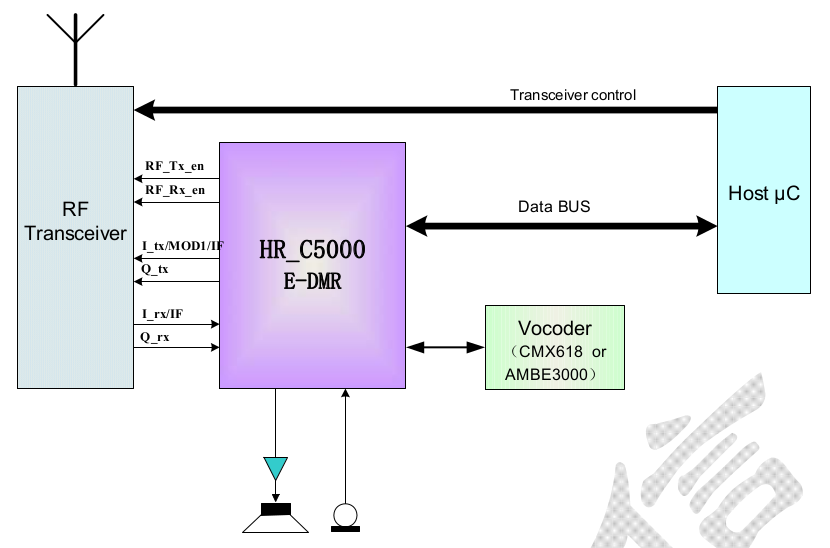 Transceiver control
RF_Tx_en
RF_Rx_en
RF
Transceiver
Host µC
Data BUS
I_tx/MOD1/IF
Q_tx
HR_C5000
E-DMR
I_rx/IF
Q_rx
Vocoder
（CMX618 or
AMBE3000）
信